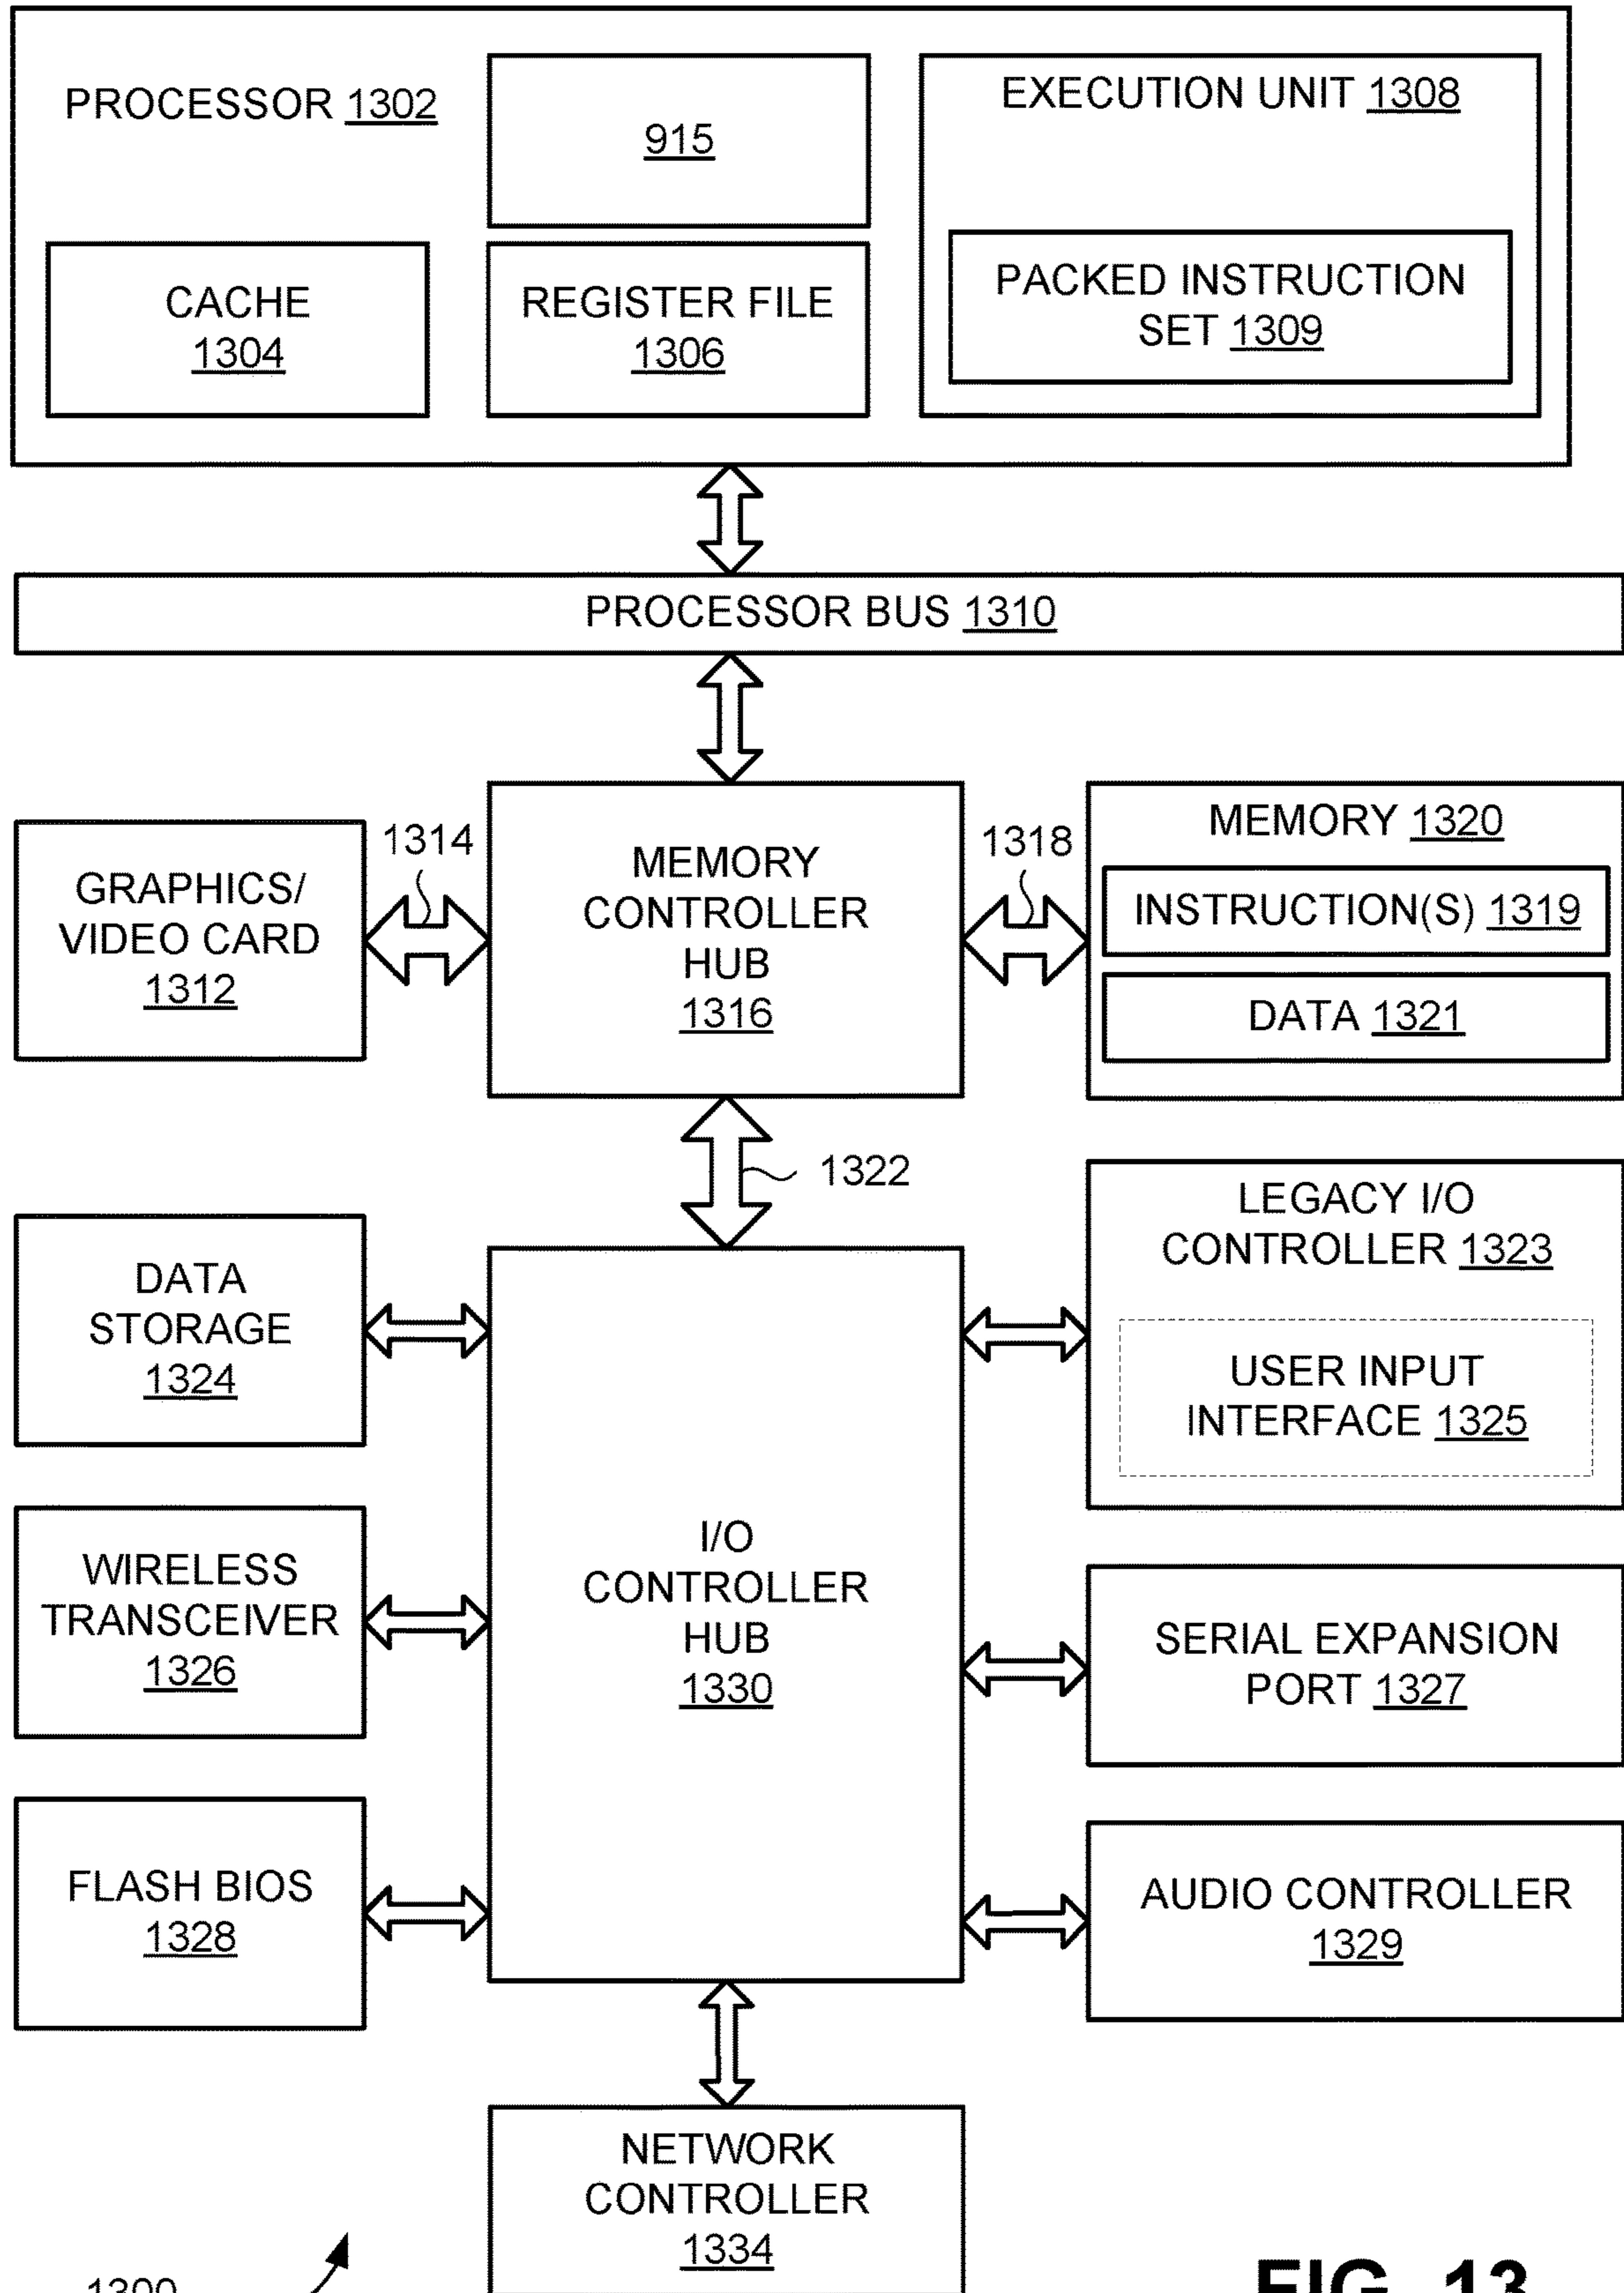 PROCESSOR 1302
915
EXECUTION UNIT 1308
CACHE
1304
REGISTER FILE
1306
PACKED INSTRUCTION
SET 1309
PROCESSOR BUS 1310
GRAPHICS/
VIDEO CARD
1312
1314
MEMORY
CONTROLLER
HUB
1316
1318
MEMORY 1320
INSTRUCTION(S) 1319
DATA 1321
1322
DATA
STORAGE
1324
LEGACY I/O
CONTROLLER 1323
USER INPUT
INTERFACE 1325
WIRELESS
TRANSCEIVER
1326
I/O
CONTROLLER
HUB
1330
SERIAL EXPANSION
PORT 1327
FLASH BIOS
1328
AUDIO CONTROLLER
1329
NETWORK
CONTROLLER
1334
1300
FIG. 13